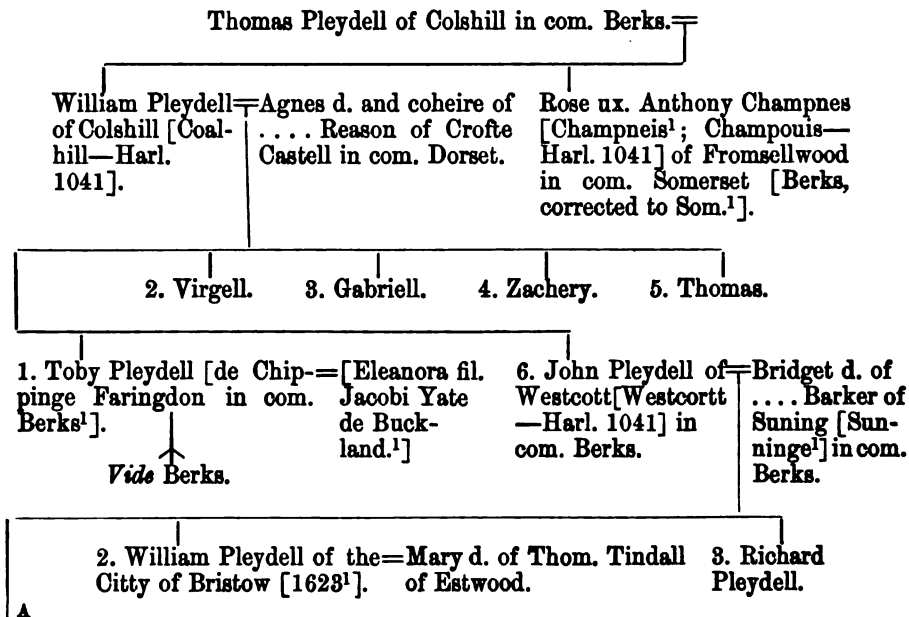 Thomas Pleydell of Colshill in com. Berks.=
William Pleydell=
of Colshill [Coal-
hill—Harl.
1041].
Agnes d. and coheire of
. . . . Reason of Crofte
Castell in com. Dorset.
Rose ux. Anthony Champnes
[Champneis¹; Champouis—
Harl. 1041] of Fromsellwood
in com. Somerset [Berks,
corrected to Som.¹].
2. Virgell.
3. Gabriell.
4. Zachery.
5. Thomas.
1. Toby Pleydell [de Chip-=
pinge Faringdon in com.
Berks¹].
Vide Berks.
[Eleanora fil.
Jacobi Yate
de Buck-
land.¹]
6. John Pleydell of=
Westcott[Westcortt
—Harl. 1041] in
com. Berks.
Bridget d. of
. . . . Barker of
Suning [Sun-
ninge¹] in com.
Berks.
2. William Pleydell of the=
Citty of Bristow [1623¹].
Mary d. of Thom. Tindall
of Estwood.
3. Richard
Pleydell.
A